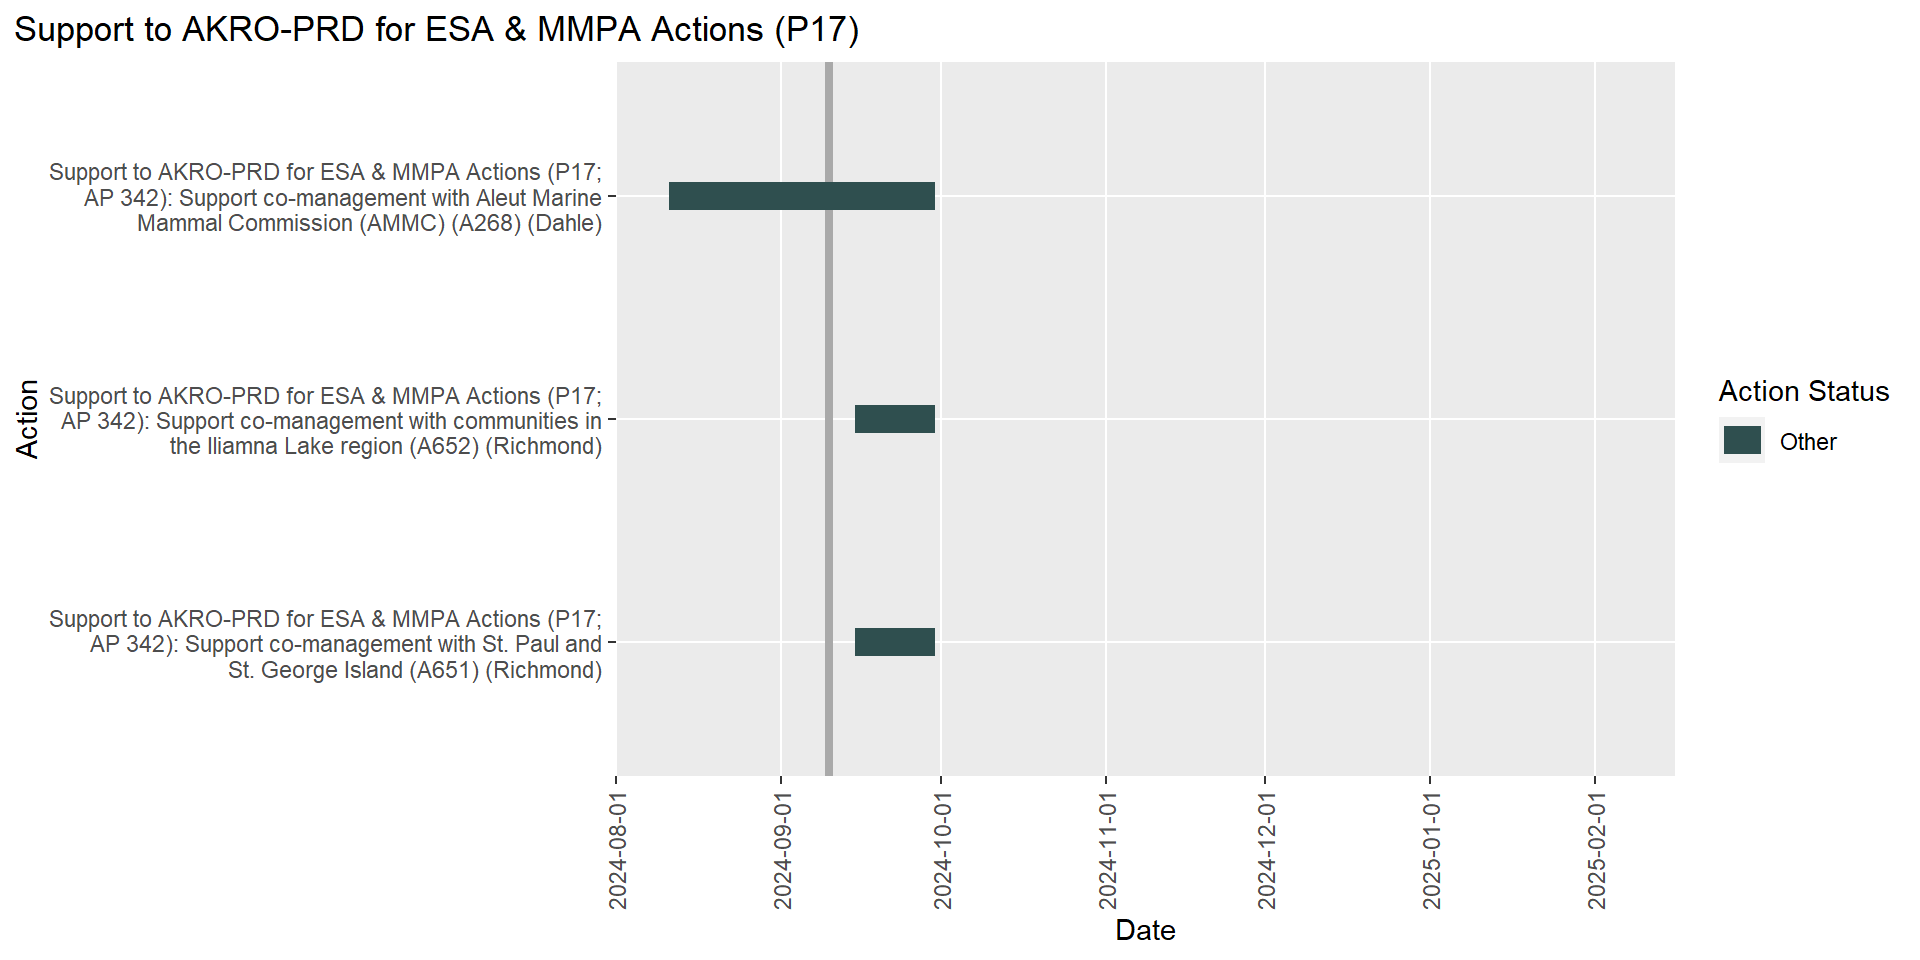 Support to AKRO-PRD for ESA & MMPA Actions (P17)
Support to AKRO-PRD for ESA & MMPA Actions (P17;
AP 342): Support co-management with Aleut Marine
Mammal Commission (AMMC) (A268) (Dahle)
Action
Support to AKRO-PRD for ESA & MMPA Actions (P17;
AP 342): Support co-management with communities in
the Iliamna Lake region (A652) (Richmond)
Support to AKRO-PRD for ESA & MMPA Actions (P17;
AP 342): Support co-management with St. Paul and
St. George Island (A651) (Richmond)
Action Status
Other
2024-08-01
2024-09-01
2024-10-01
2024-11-01
2024-12-01
2025-01-01
2025-02-01
Date